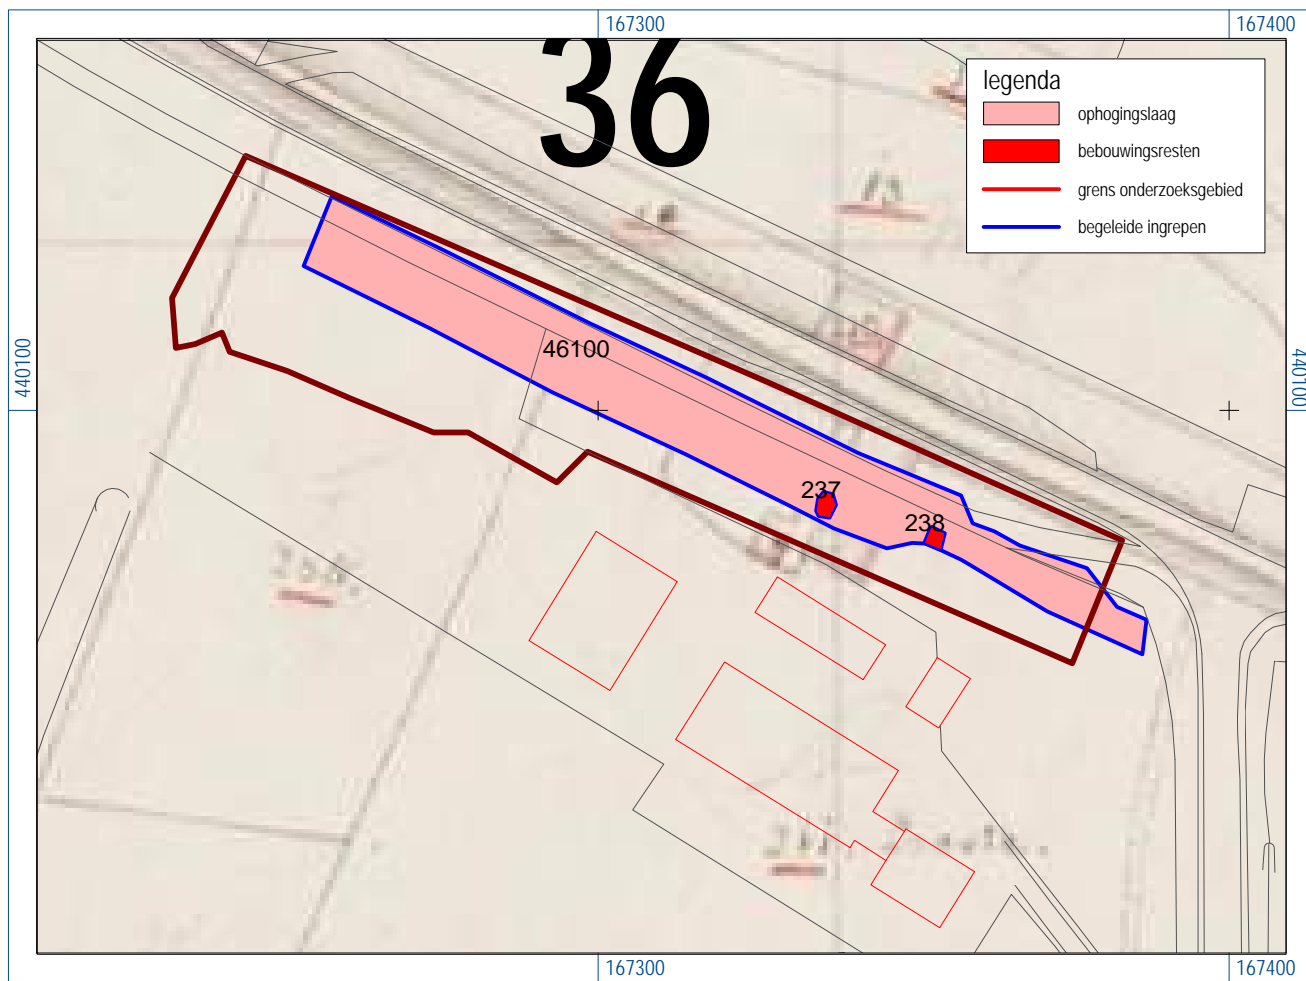 167300
167400
36
legenda
ophogingslaag
bebouwingsresten
grens onderzoeksgebied
begeleide ingrepen
440100
440100
46100
237
238
167300
167400